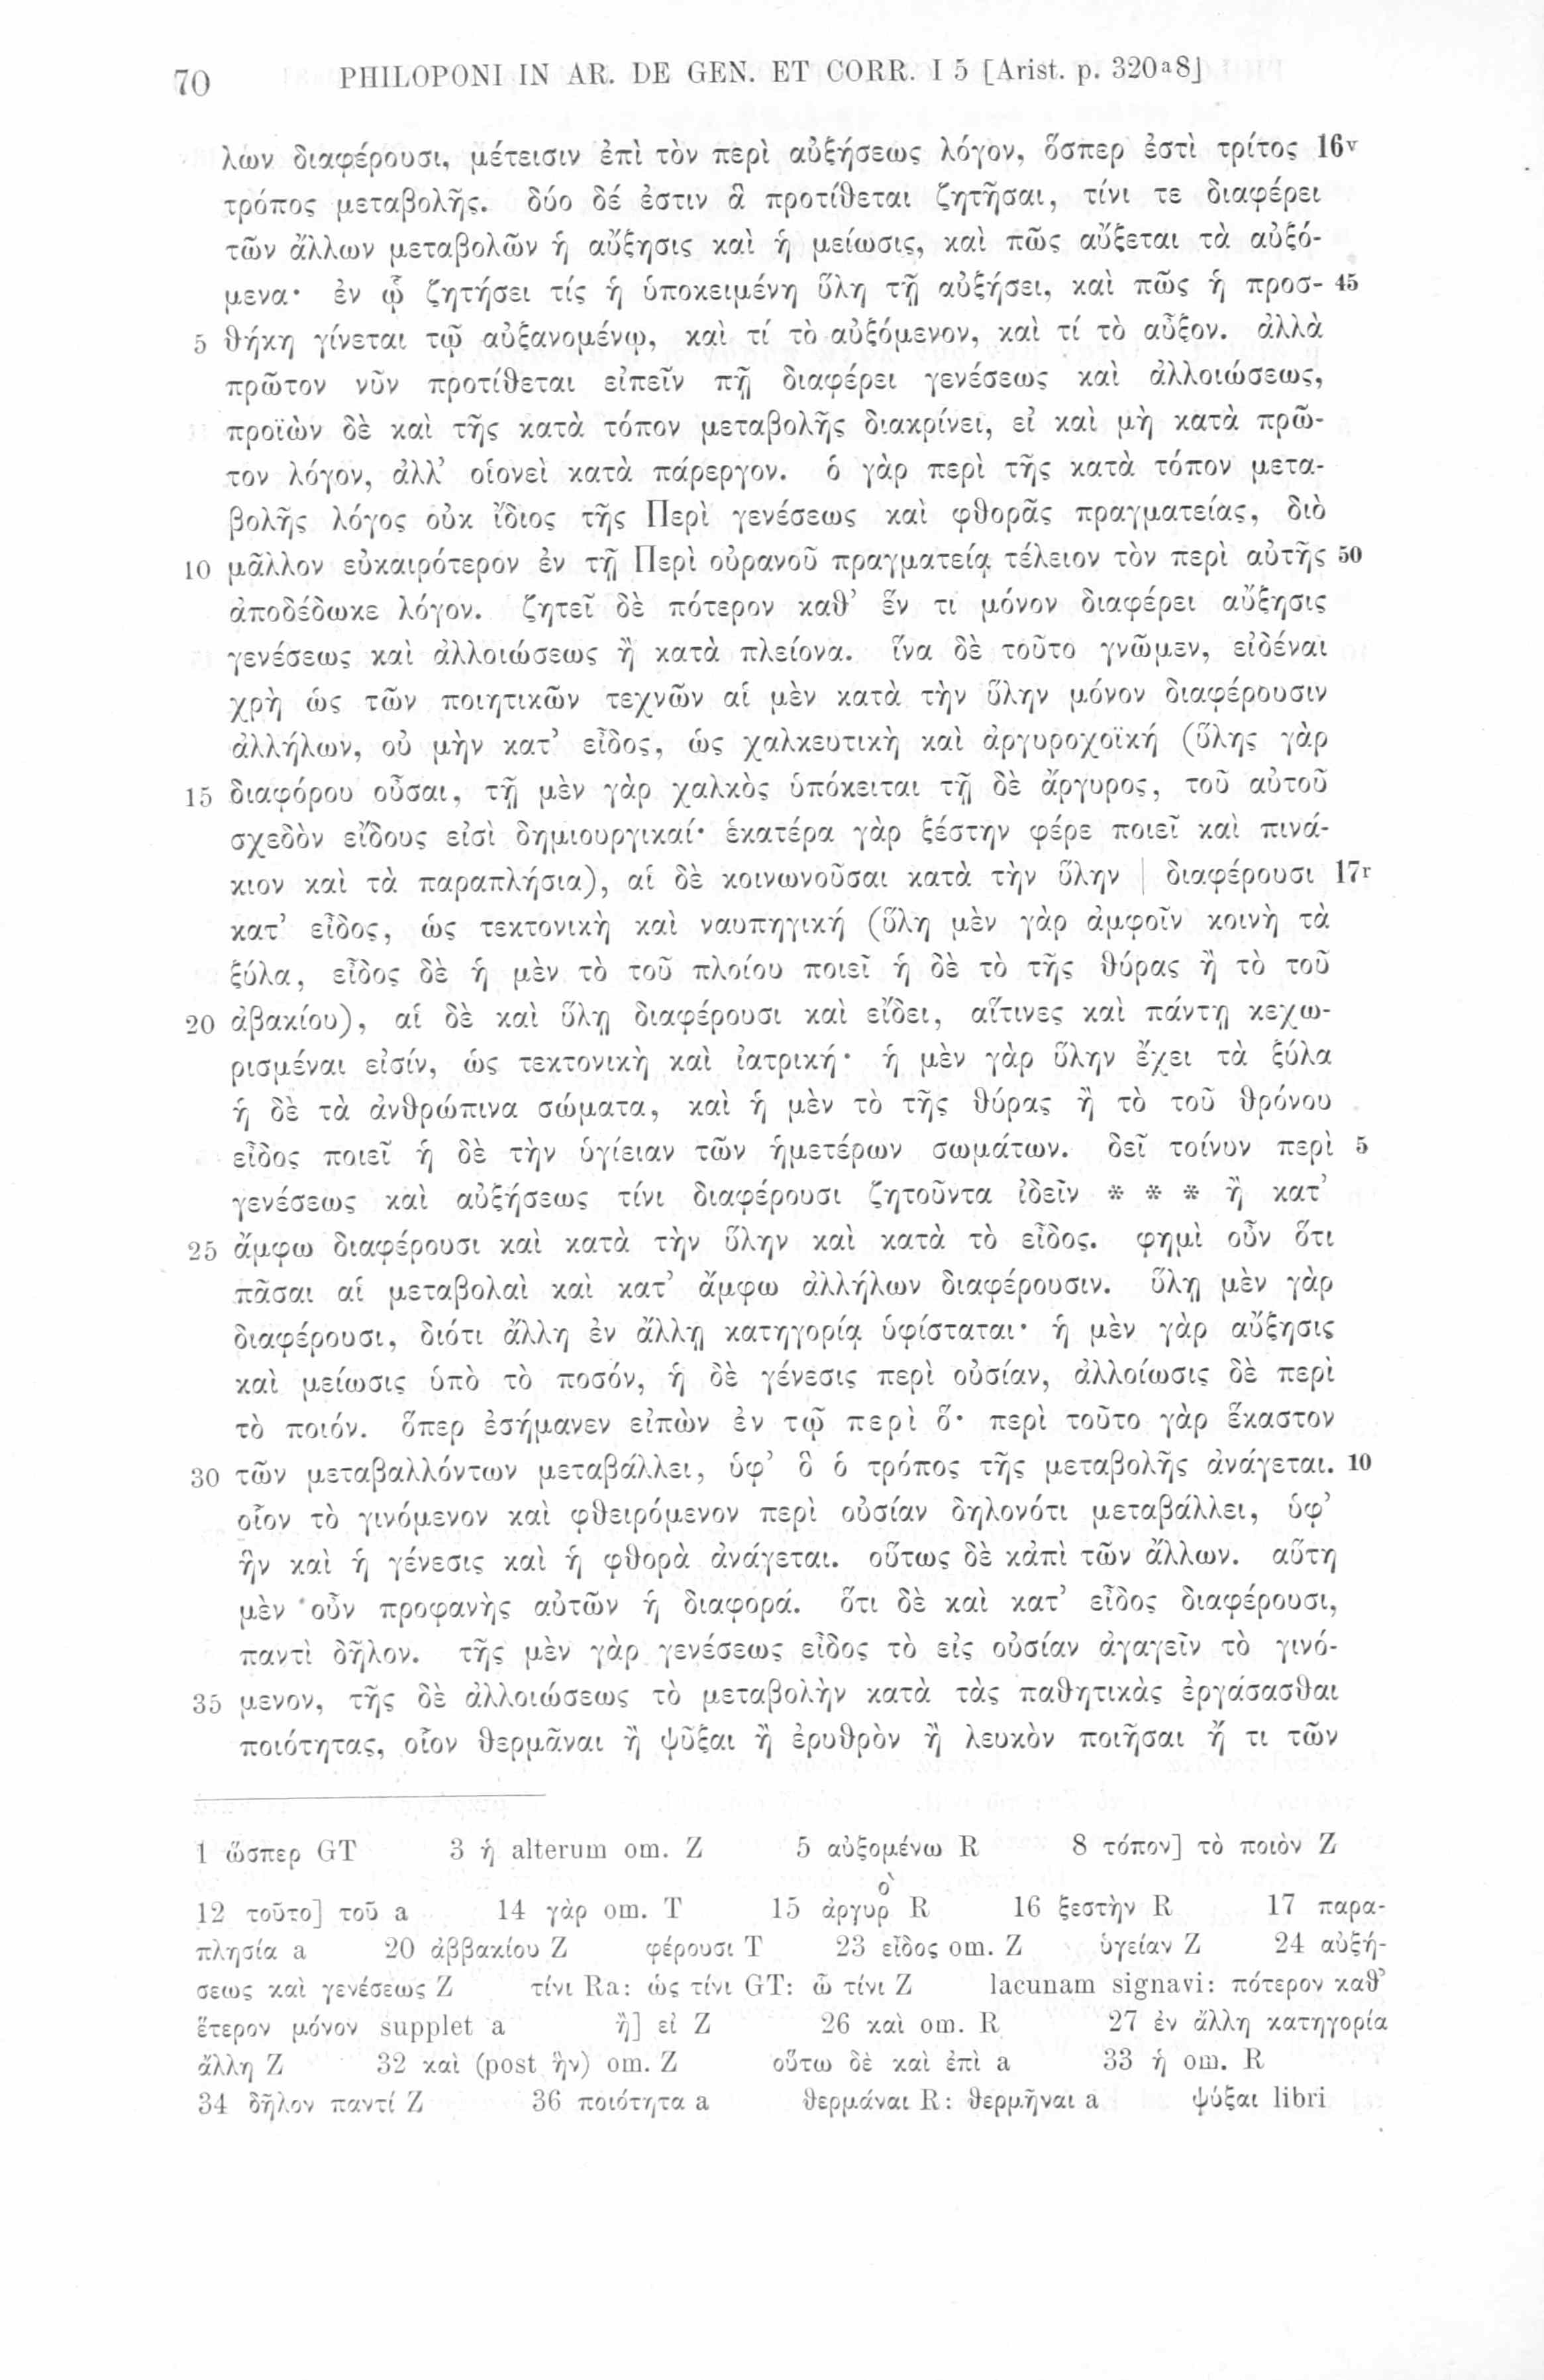 70 PHILOPONI IN AR. DE GEN. ET CORR. I 5 [Arist. p. 320a8]
λων διαφέρουσι, μέτεισιν ἐπὶ τὸν περὶ αὐξήσεως λόγον, ὅσπερ ἐστὶ τρίτος 16v
τρόπος μεταβολῆς. δύο δέ ἐστιν ἃ προτίθεται ζητῆσαι, τίνι τε διαφέρει
τῶν ἄλλων μεταβολῶν ἡ αὔξησις καὶ ἡ μείωσις, καὶ πῶς αὔξεται τὰ αὐξό-
μενα· ἐν ᾧ ζητήσει τίς ἡ ὑποκειμένη ὕλη τῇ αὐξήσει, καὶ πῶς ἡ προσ- 45
5 θήκη γίνεται τῷ αὐξανομένῳ, καὶ τί τὸ αὐξόμενον, καὶ τί τὸ αὖξον. ἀλλὰ
πρῶτον νῦν προτίθεται εἰπεῖν πῇ διαφέρει γενέσεως καὶ ἀλλοιώσεως,
προϊὼν δὲ καὶ τῆς κατὰ τόπον μεταβολῆς διακρίνει, εἰ καὶ μὴ κατὰ πρῶ-
τον λόγον, ἀλλ’ οἱονεὶ κατὰ πάρεργον. ὁ γὰρ περὶ τῆς κατὰ τόπον μετα-
βολῆς λόγος οὐκ ἴδιος τῆς Περὶ γενέσεως καὶ φθορᾶς πραγματείας, διὸ
10 μᾶλλον εὐκαιρότερον ἐν τῇ Περὶ οὐρανοῦ πραγματείᾳ τέλειον τὸν περὶ αὐτῆς 50
ἀποδέδωκε λόγον. ζητεῖ δὲ πότερον καθ’ ἕν τι μόνον διαφέρει αὔξησις
γενέσεως καὶ ἀλλοιώσεως ἢ κατὰ πλείονα. ἵνα δὲ τοῦτο γνῶμεν, εἰδέναι
χρὴ ὡς τῶν ποιητικῶν τεχνῶν αἱ μὲν κατὰ τὴν ὕλην μόνον διαφέρουσιν
ἀλλήλων, οὐ μὴν κατ’ εἶδος, ὡς χαλκευτικὴ καὶ ἀργυροχοϊκή (ὕλης γὰρ
15 διαφόρου οὖσαι, τῇ μὲν γὰρ χαλκὸς ὑπόκειται τῇ δὲ ἄργυρος, τοῦ αὐτοῦ
σχεδὸν εἴδους εἰσὶ δημιουργικαί· ἑκατέρα γὰρ ξέστην φέρε ποιεῖ καὶ πινά-
κιον καὶ τὰ παραπλήσια), αἱ δὲ κοινωνοῦσαι κατὰ τὴν ὕλην | διαφέρουσι 17r
κατ’ εἶδος, ὡς τεκτονικὴ καὶ ναυπηγική (ὕλη μὲν γὰρ ἀμφοῖν κοινὴ τὰ
ξύλα, εἶδος δὲ ἡ μὲν τὸ τοῦ πλοίου ποιεῖ ἡ δὲ τὸ τῆς θύρας ἢ τὸ τοῦ
20 ἀβακίου), αἱ δὲ καὶ ὕλῃ διαφέρουσι καὶ εἴδει, αἵτινες καὶ πάντῃ κεχω-
ρισμέναι εἰσίν, ὡς τεκτονικὴ καὶ ἰατρική· ἡ μὲν γὰρ ὕλην ἔχει τὰ ξύλα
ἡ δὲ τὰ ἀνθρώπινα σώματα, καὶ ἡ μὲν τὸ τῆς θύρας ἢ τὸ τοῦ θρόνου
εἶδος ποιεῖ ἡ δὲ τὴν ὑγίειαν τῶν ἡμετέρων σωμάτων. δεῖ τοίνυν περὶ 5
γενέσεως καὶ αὐξήσεως τίνι διαφέρουσι ζητοῦντα ἰδεῖν * * * ἢ κατ’
25 ἄμφω διαφέρουσι καὶ κατὰ τὴν ὕλην καὶ κατὰ τὸ εἶδος. φημὶ οὖν ὅτι
πᾶσαι αἱ μεταβολαὶ καὶ κατ’ ἄμφω ἀλλήλων διαφέρουσιν. ὕλῃ μὲν γὰρ
διαφέρουσι, διότι ἄλλη ἐν ἄλλῃ κατηγορίᾳ ὑφίσταται· ἡ μὲν γὰρ αὔξησις
καὶ μείωσις ὑπὸ τὸ ποσόν, ἡ δὲ γένεσις περὶ οὐσίαν, ἀλλοίωσις δὲ περὶ
τὸ ποιόν. ὅπερ ἐσήμανεν εἰπὼν ἐν τῷ περὶ ὅ· περὶ τοῦτο γὰρ ἕκαστον
30 τῶν μεταβαλλόντων μεταβάλλει, ὑφ’ ὃ ὁ τρόπος τῆς μεταβολῆς ἀνάγεται. 10
οἷον τὸ γινόμενον καὶ φθειρόμενον περὶ οὐσίαν δηλονότι μεταβάλλει, ὑφ’
ἣν καὶ ἡ γένεσις καὶ ἡ φθορὰ ἀνάγεται. οὕτως δὲ κἀπὶ τῶν ἄλλων. αὕτη
μὲν οὖν προφανὴς αὐτῶν ἡ διαφορά. ὅτι δὲ καὶ κατ’ εἶδος διαφέρουσι,
παντὶ δῆλον. τῆς μὲν γὰρ γενέσεως εἶδος τὸ εἰς οὐσίαν ἀγαγεῖν τὸ γινό-
35 μενον, τῆς δὲ ἀλλοιώσεως τὸ μεταβολὴν κατὰ τὰς παθητικὰς ἐργάσασθαι
ποιότητας, οἷον θερμᾶναι ἢ ψῦξαι ἢ ἐρυθρὸν ἢ λευκὸν ποιῆσαι ἤ τι τῶν
1 ὥσπερ GT 3 ἡ alterum om. Z 5 αὐξομένω R 8 τόπον] τὸ ποιὸν Z
12 τοῦτο] τοῦ a 14 γὰρ om. T 15 ἀργυρὸ R 16 ξεστὴν R 17 παρα-
πλησία a 20 ἀββακίου Z φέρουσι T 23 εἶδος om. Z ὑγείαν Z 24 αὐξή-
σεως καὶ γενέσεως Z τίνι Ra: ὡς τίνι GT: ὦ τίνι Z lacunam signavi: πότερον καθ’
ἕτερον μόνον supplet a ἢ] εἰ Z 26 καὶ om. R 27 ἐν ἄλλη κατηγορία
ἄλλη Z 32 καὶ (post ἣν) om. Z οὕτω δὲ καὶ ἐπὶ a 33 ἡ om. R
34 δῆλον παντί Z 36 ποιότητα a θερμάναι R: θερμῆναι a ψύξαι libri